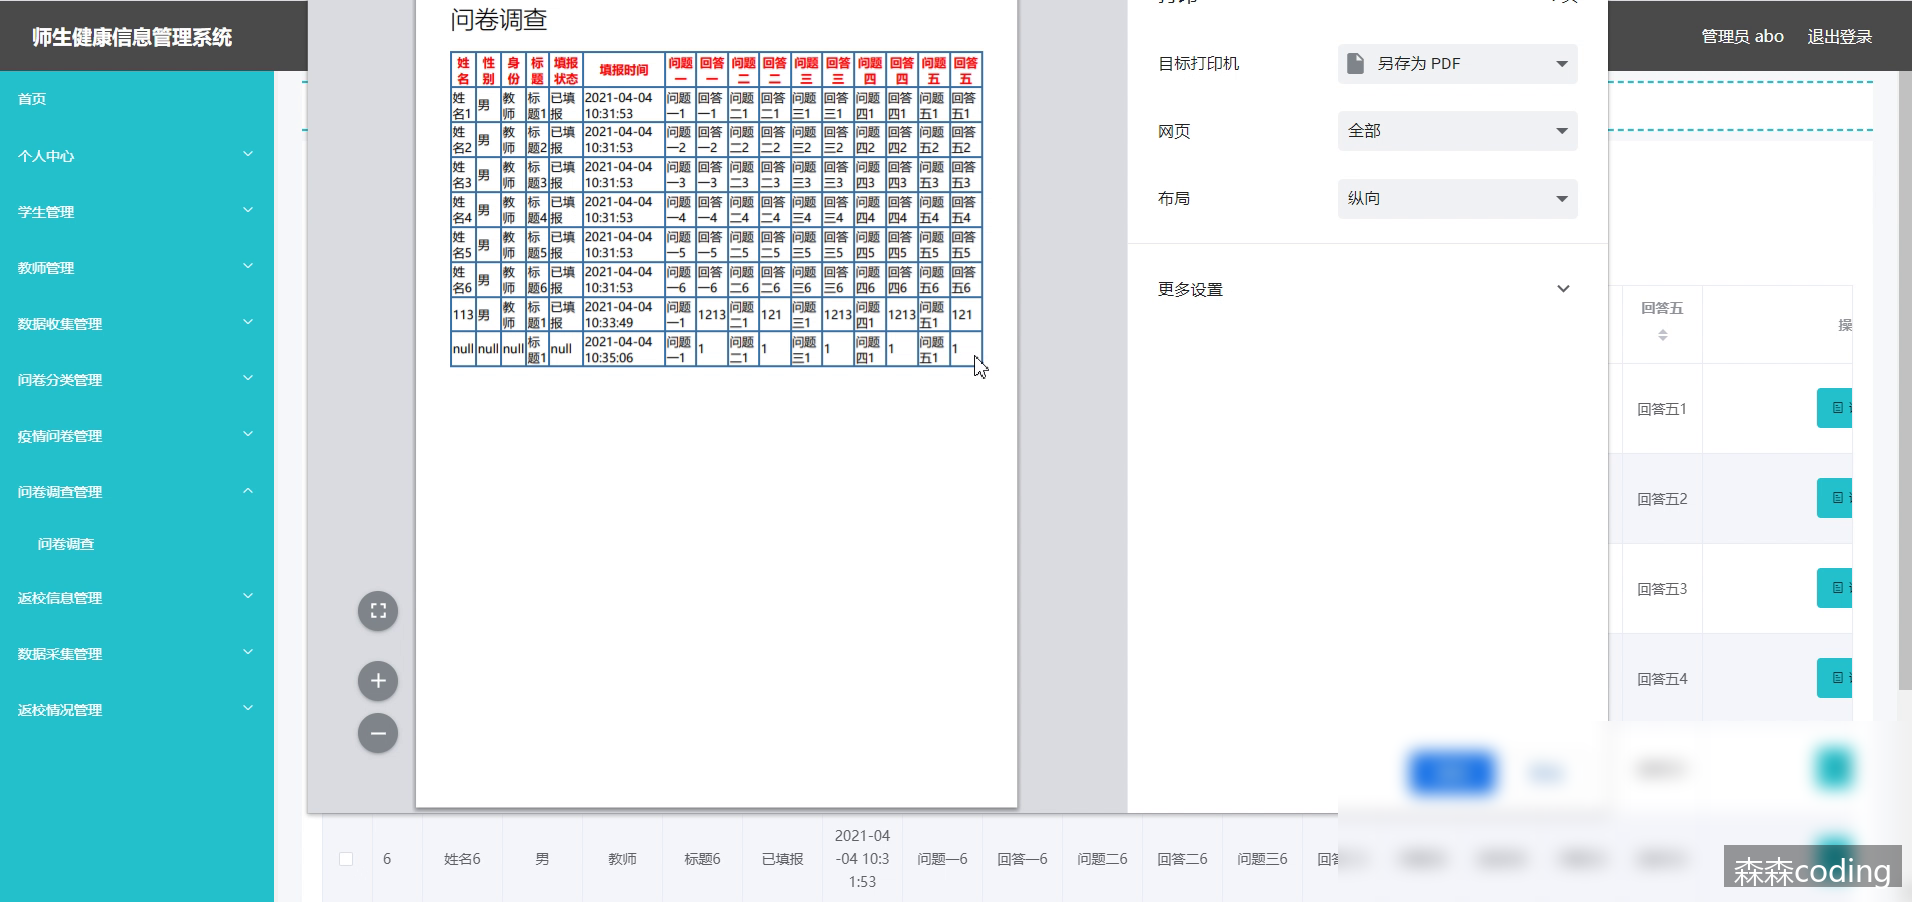 师生健康信息管理系统
管理员 abo
退出登录
首页
个人中心
学生管理
教师管理
数据收集管理
问卷分类管理
疫情问卷管理
问卷调查管理
问卷调查
返校信息管理
数据采集管理
返校情况管理
问卷调查
姓名 性别 身份 标题 填报状态 填报时间 问题一 回答一 问题二 回答二 问题三 回答三 问题四 回答四 问题五 回答五
姓名1 男 教师 标题1 已填报 2021-04-04 10:31:53 问题一1 回答一1 问题二1 回答二1 问题三1 回答三1 问题四1 回答四1 问题五1 回答五1
姓名2 男 教师 标题2 已填报 2021-04-04 10:31:53 问题一2 回答一2 问题二2 回答二2 问题三2 回答三2 问题四2 回答四2 问题五2 回答五2
姓名3 男 教师 标题3 已填报 2021-04-04 10:31:53 问题一3 回答一3 问题二3 回答二3 问题三3 回答三3 问题四3 回答四3 问题五3 回答五3
姓名4 男 教师 标题4 已填报 2021-04-04 10:31:53 问题一4 回答一4 问题二4 回答二4 问题三4 回答三4 问题四4 回答四4 问题五4 回答五4
姓名5 男 教师 标题5 已填报 2021-04-04 10:31:53 问题一5 回答一5 问题二5 回答二5 问题三5 回答三5 问题四5 回答四5 问题五5 回答五5
姓名6 男 教师 标题6 已填报 2021-04-04 10:31:53 问题一6 回答一6 问题二6 回答二6 问题三6 回答三6 问题四6 回答四6 问题五6 回答五6
113 男 教师 标题1 已填报 2021-04-04 10:33:49 问题一1 1213 问题二1 121 问题三1 1213 问题四1 1213 问题五1 121
null null null 标题1 null 2021-04-04 10:35:06 问题一1 1 问题二1 1 问题三1 1 问题四1 1 问题五1 1
目标打印机 另存为 PDF
网页 全部
布局 纵向
更多设置
回答五 操
回答五1
回答五2
回答五3
回答五4
6 姓名6 男 教师 标题6 已填报 2021-04-04 10:31:53 问题一6 回答一6 问题二6 回答二6 问题三6 回答
森森coding